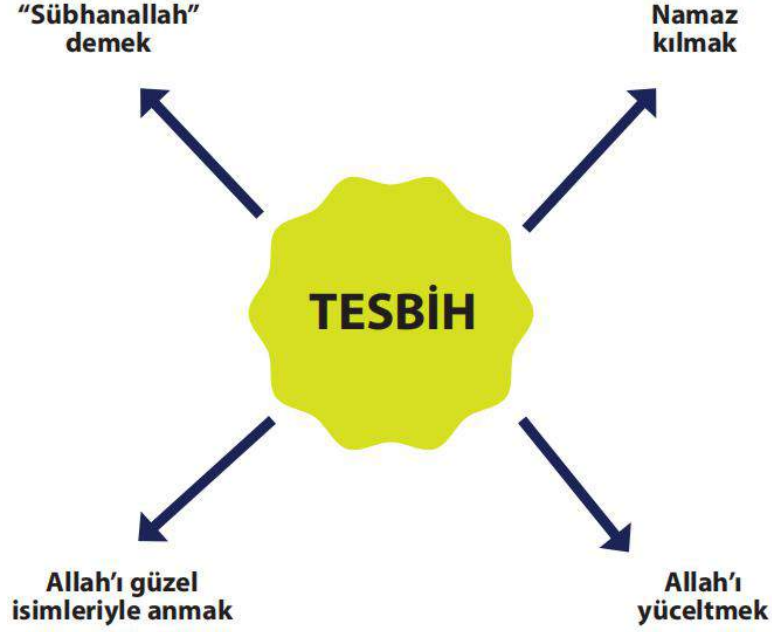 “Sübhanallah”
demek
Namaz
kılmak
TESBİH
Allah’ı güzel
isimleriyle anmak
Allah’ı
yüceltmek